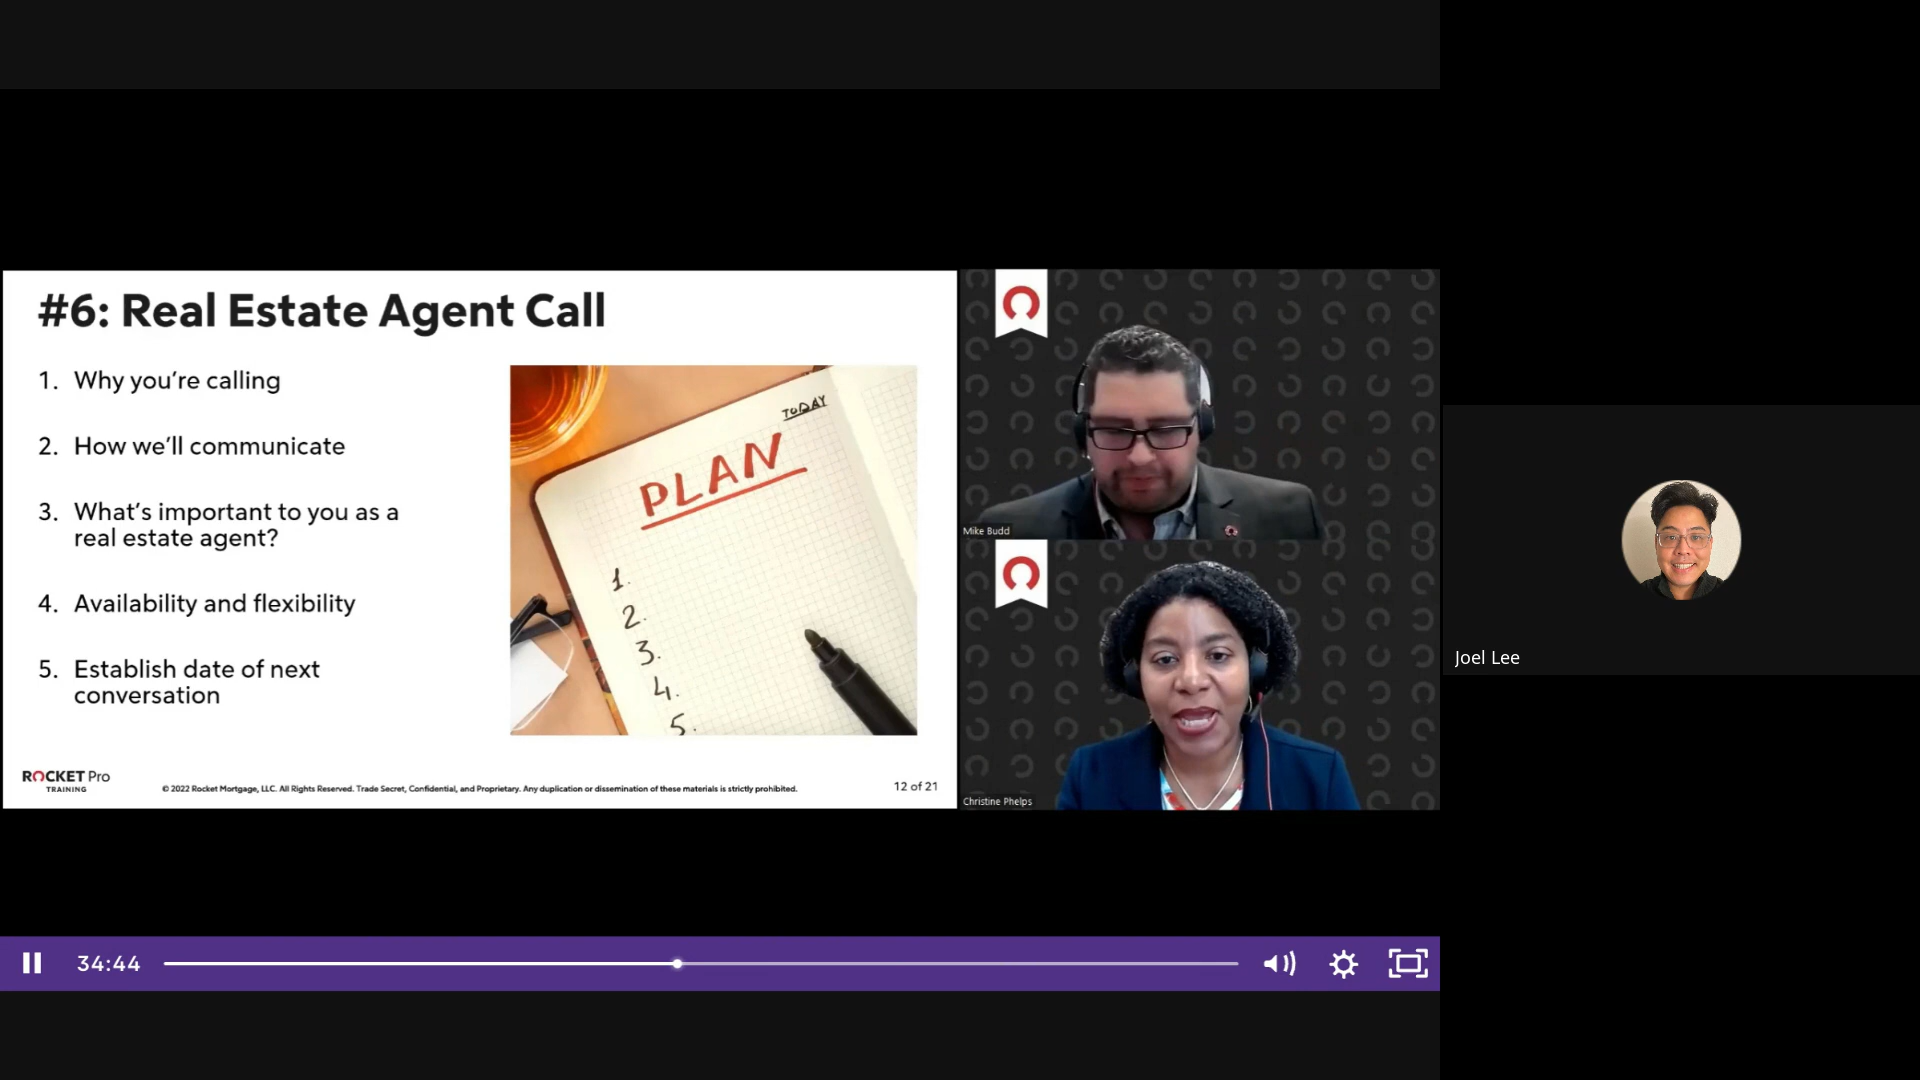 #6: Real Estate Agent Call
1. Why you're calling
2. How we'll communicate
3. What's important to you as a
real estate agent?
4. Availability and flexibility
5. Establish date of next
conversation
TODAY
PLAN
1.
2.
3.
4.
5.
ROCKET Pro
TRAINING
© 2022 Rocket Mortgage, LLC. All Rights Reserved. Trade Secret, Confidential, and Proprietary. Any duplication or dissemination of these materials is strictly prohibited.
12 of 21
Mike Budd
Christine Phelps
Joel Lee
34:44